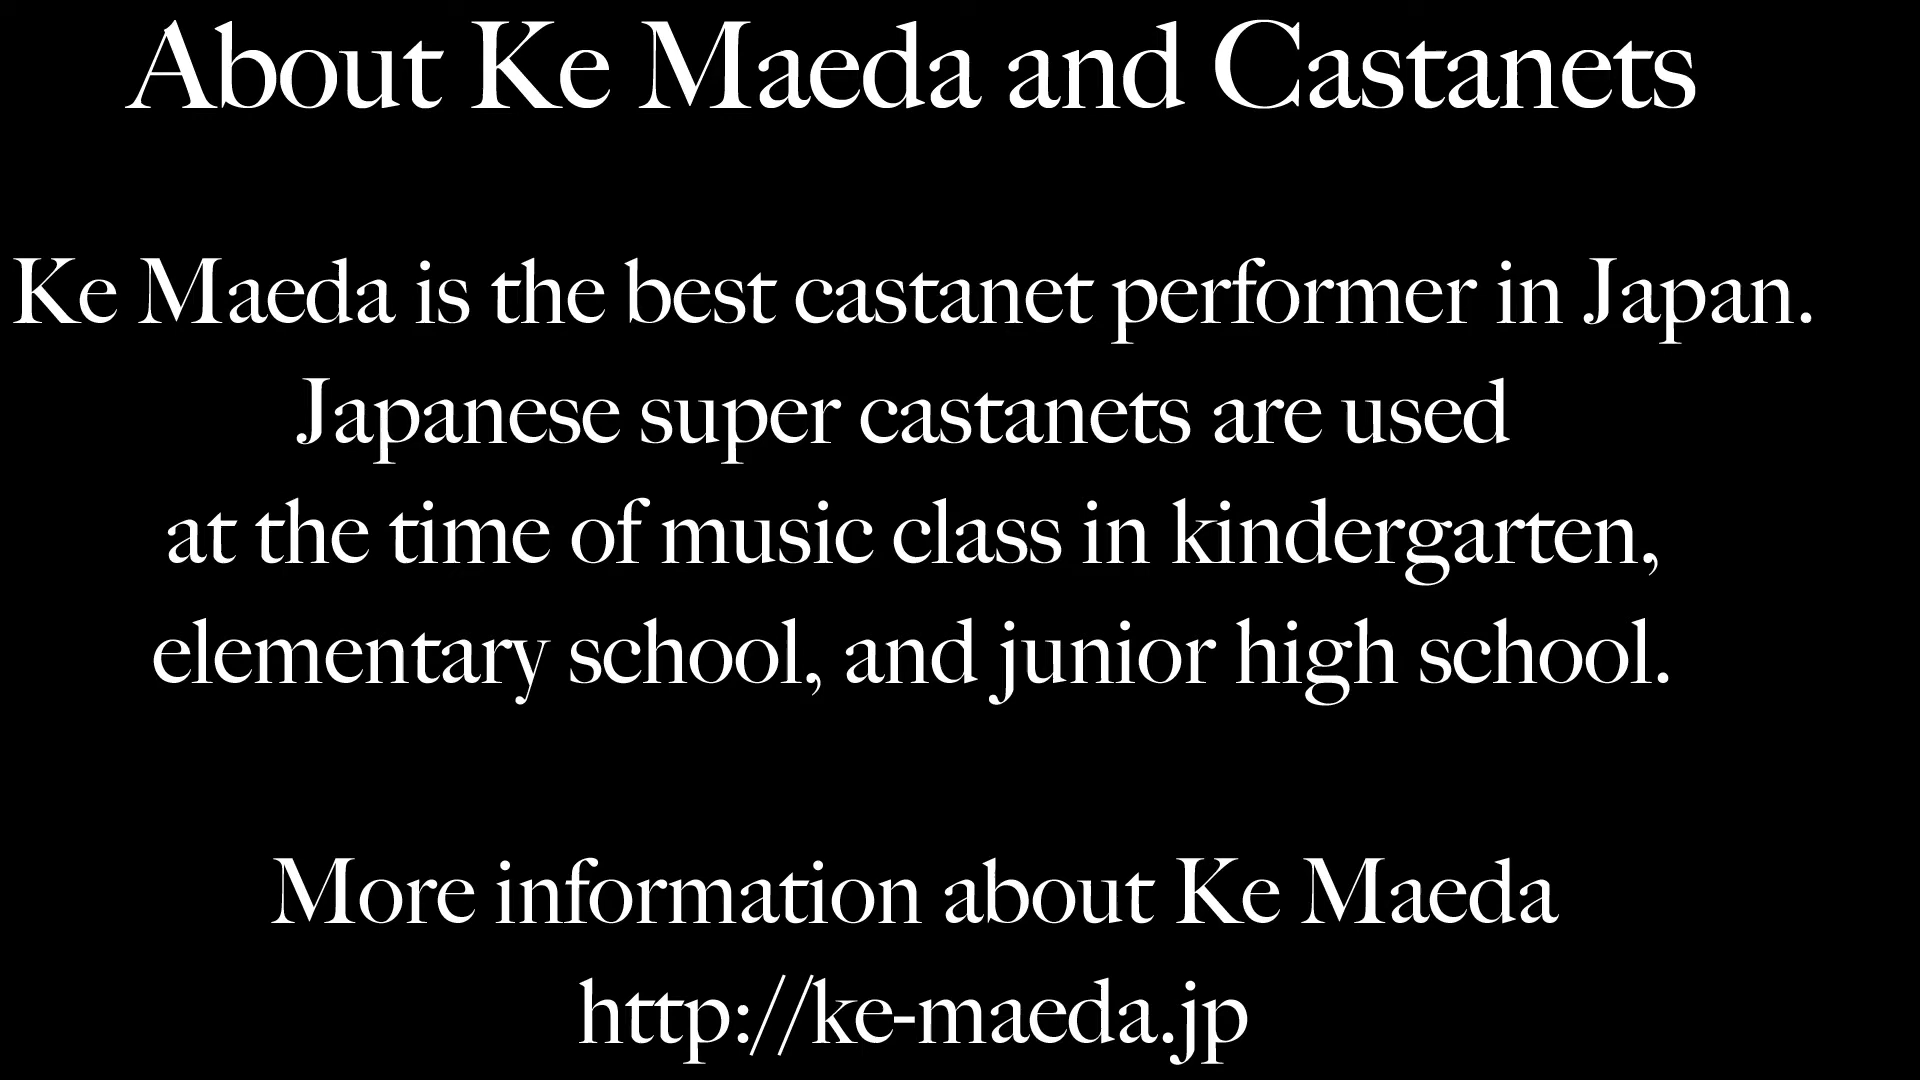 About Ke Maeda and Castanets
Ke Maeda is the best castanet performer in Japan.
Japanese super castanets are used
at the time of music class in kindergarten,
elementary school, and junior high school.
More information about Ke Maeda
http://ke-maeda.jp